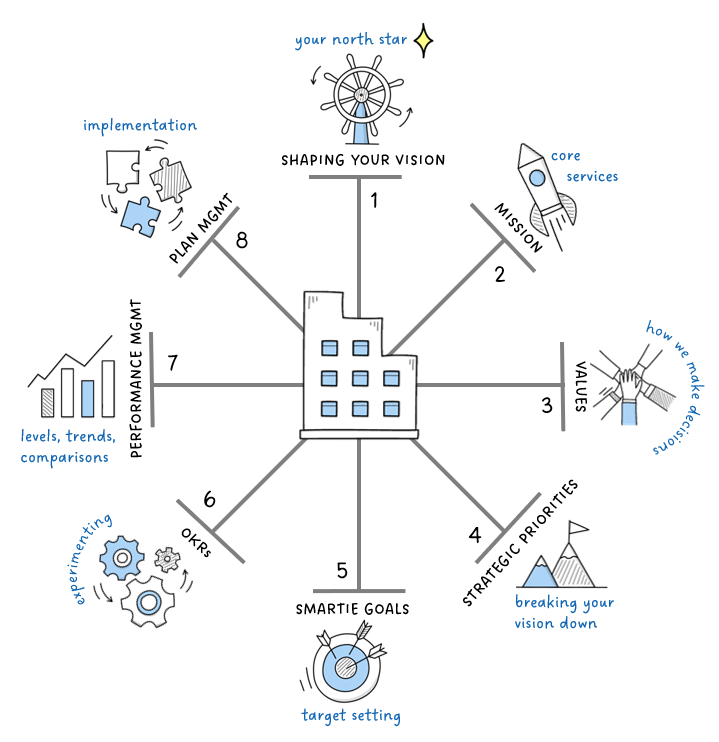 your north star
SHAPING YOUR VISION
1
core
services
MISSION
2
how we make decisions
VALUES
3
4
STRATEGIC PRIORITIES
breaking your
vision down
5
SMARTIE GOALS
target setting
6
OKRs
experimenting
7
PERFORMANCE MGMT
levels, trends,
comparisons
implementation
PLAN MGMT
8